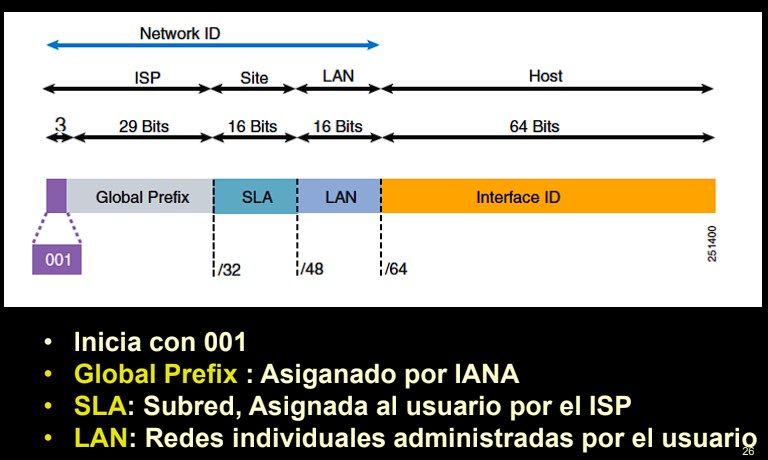 Network ID
ISP Site LAN Host
3 29 Bits 16 Bits 16 Bits 64 Bits
Global Prefix SLA LAN Interface ID
001
/32 /48 /64
251400
• Inicia con 001
• Global Prefix : Asiganado por IANA
• SLA: Subred, Asignada al usuario por el ISP
• LAN: Redes individuales administradas por el usuario
26